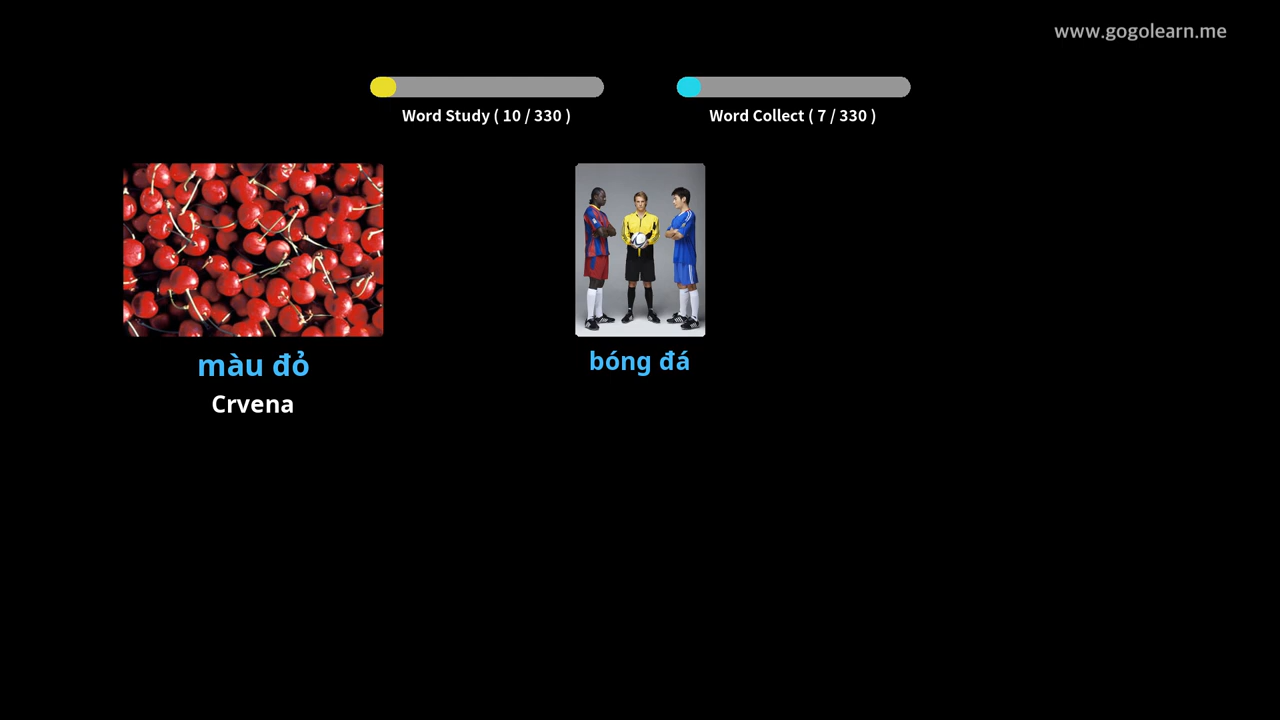 www.gogolearn.me
Word Study ( 10 / 330 )
Word Collect ( 7 / 330 )
màu đỏ
Crvena
bóng đá